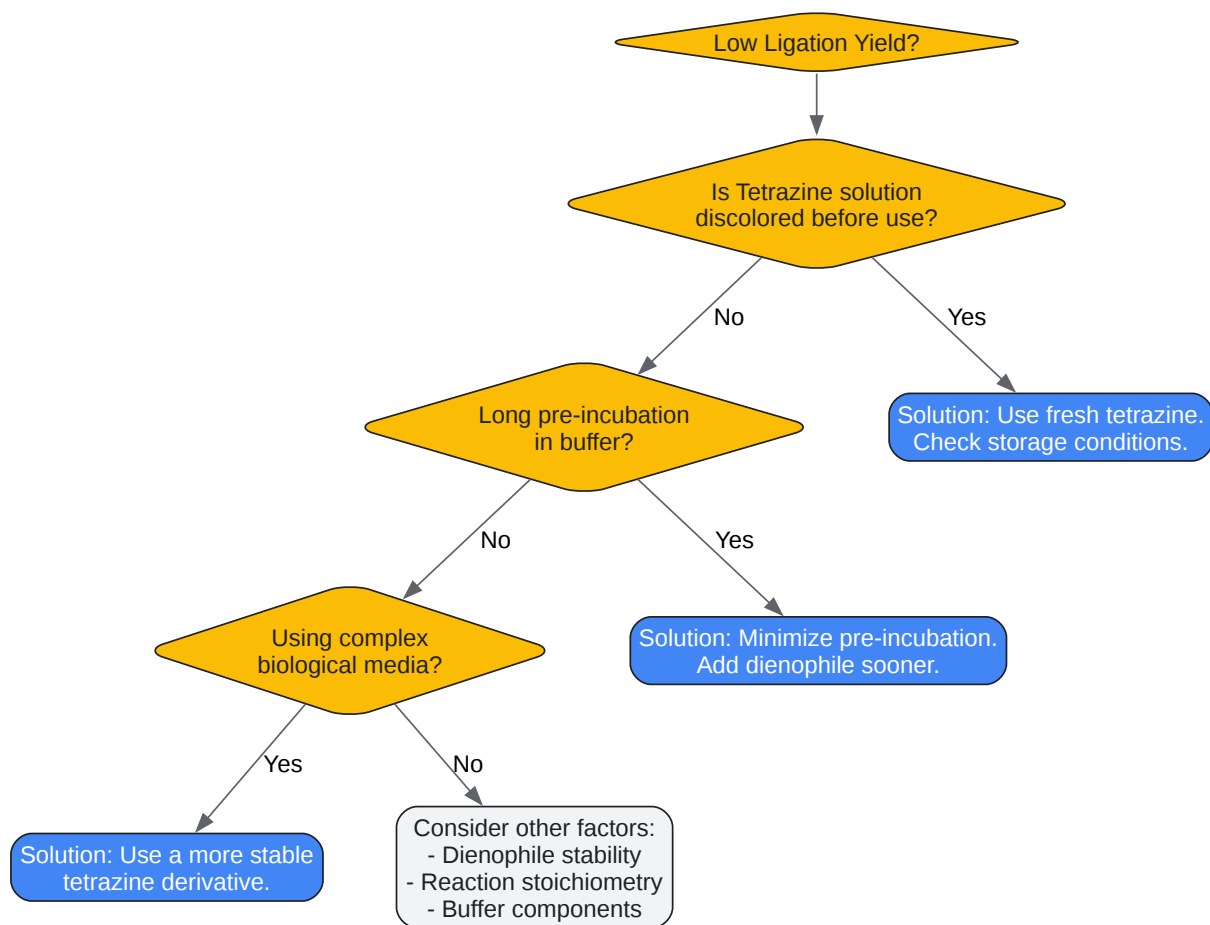 Low Ligation Yield?
Is Tetrazine solution
discolored before use?
No
Yes
Long pre-incubation
in buffer?
Solution: Use fresh tetrazine.
Check storage conditions.
No
Yes
Using complex
biological media?
Solution: Minimize pre-incubation.
Add dienophile sooner.
Yes
No
Solution: Use a more stable
tetrazine derivative.
Consider other factors:
- Dienophile stability
- Reaction stoichiometry
- Buffer components